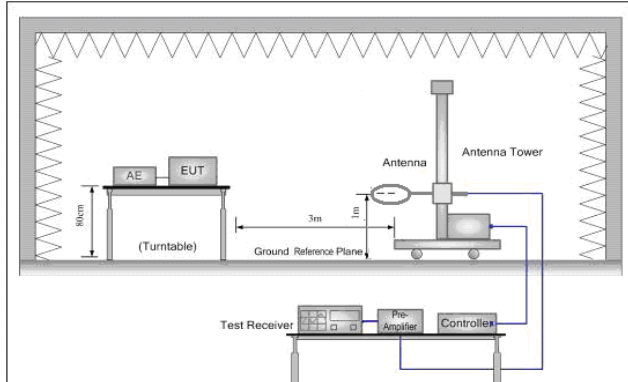 Antenna
Antenna Tower
AE
EUT
80cm
(Turntable)
3m
1m
Ground Reference Plane
Test Receiver
Pre-
Amplifier
Controller